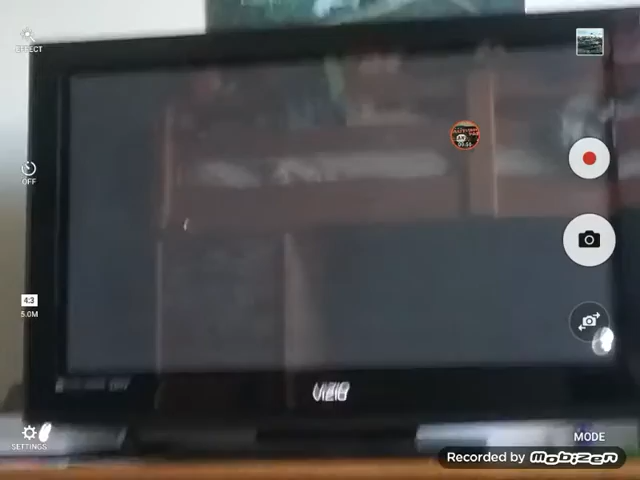 EFFECT
OFF
4:3
5.0M
VIZIO
SETTINGS
MODE
Recorded by Mobizen